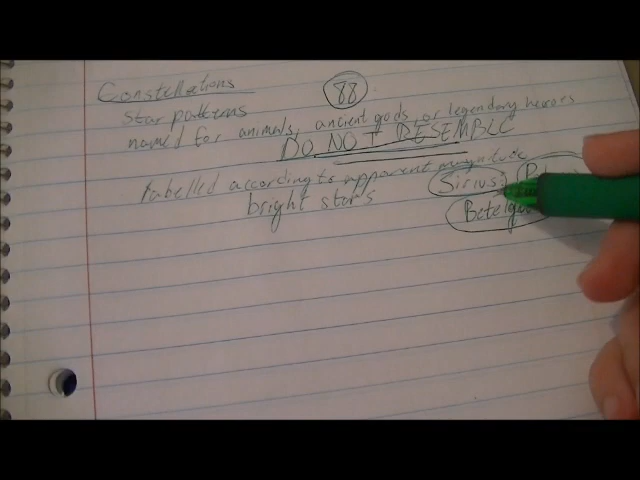 Constellations
88
star patterns
named for animals, ancient gods, or legendary heroes
DO NOT RESEMBLE
labelled according to apparent magnitude
bright stars
Sirius